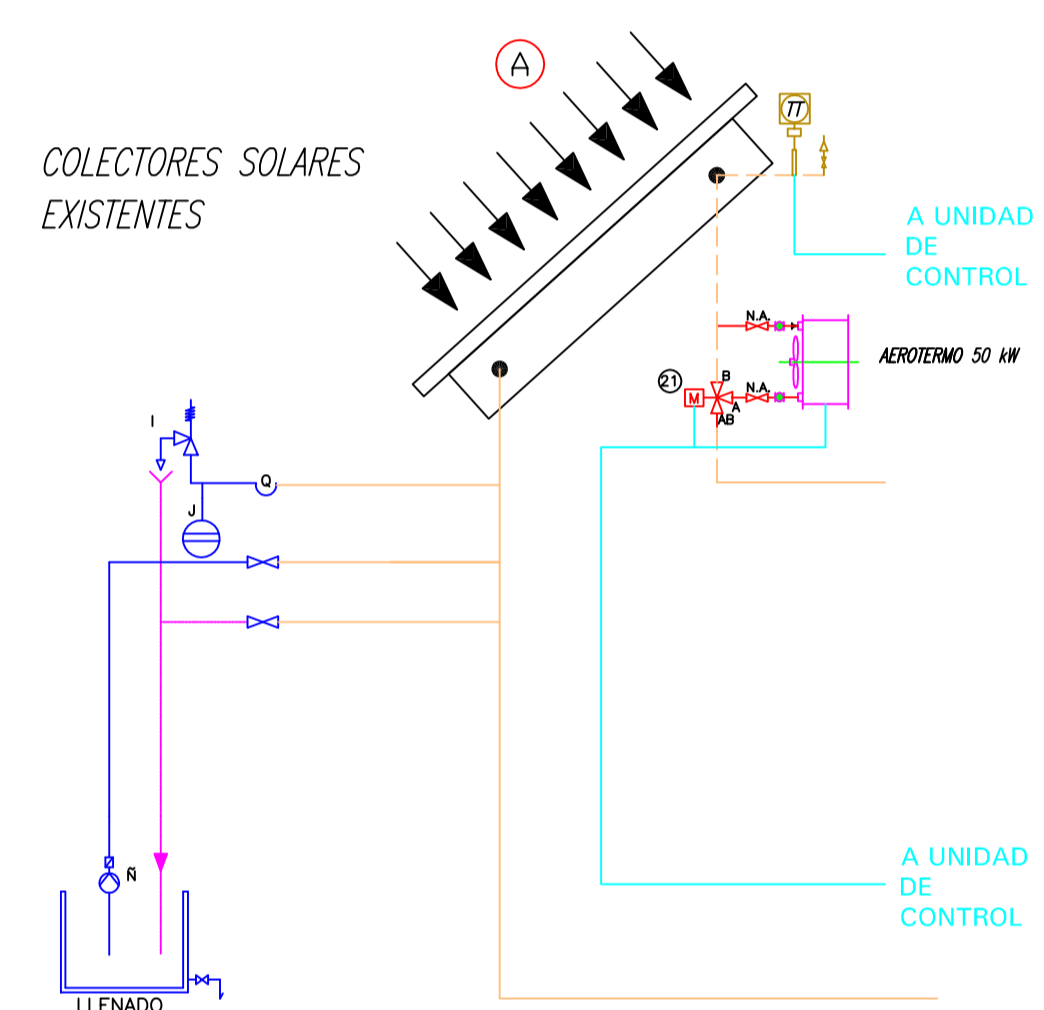 A
COLECTORES SOLARES
EXISTENTES
TT
A UNIDAD
DE
CONTROL
N.A.
AEROTERMO 50 kW
21
B
M
N.A.
A
AB
I
Q
J
Ñ
A UNIDAD
DE
CONTROL
LLENADO